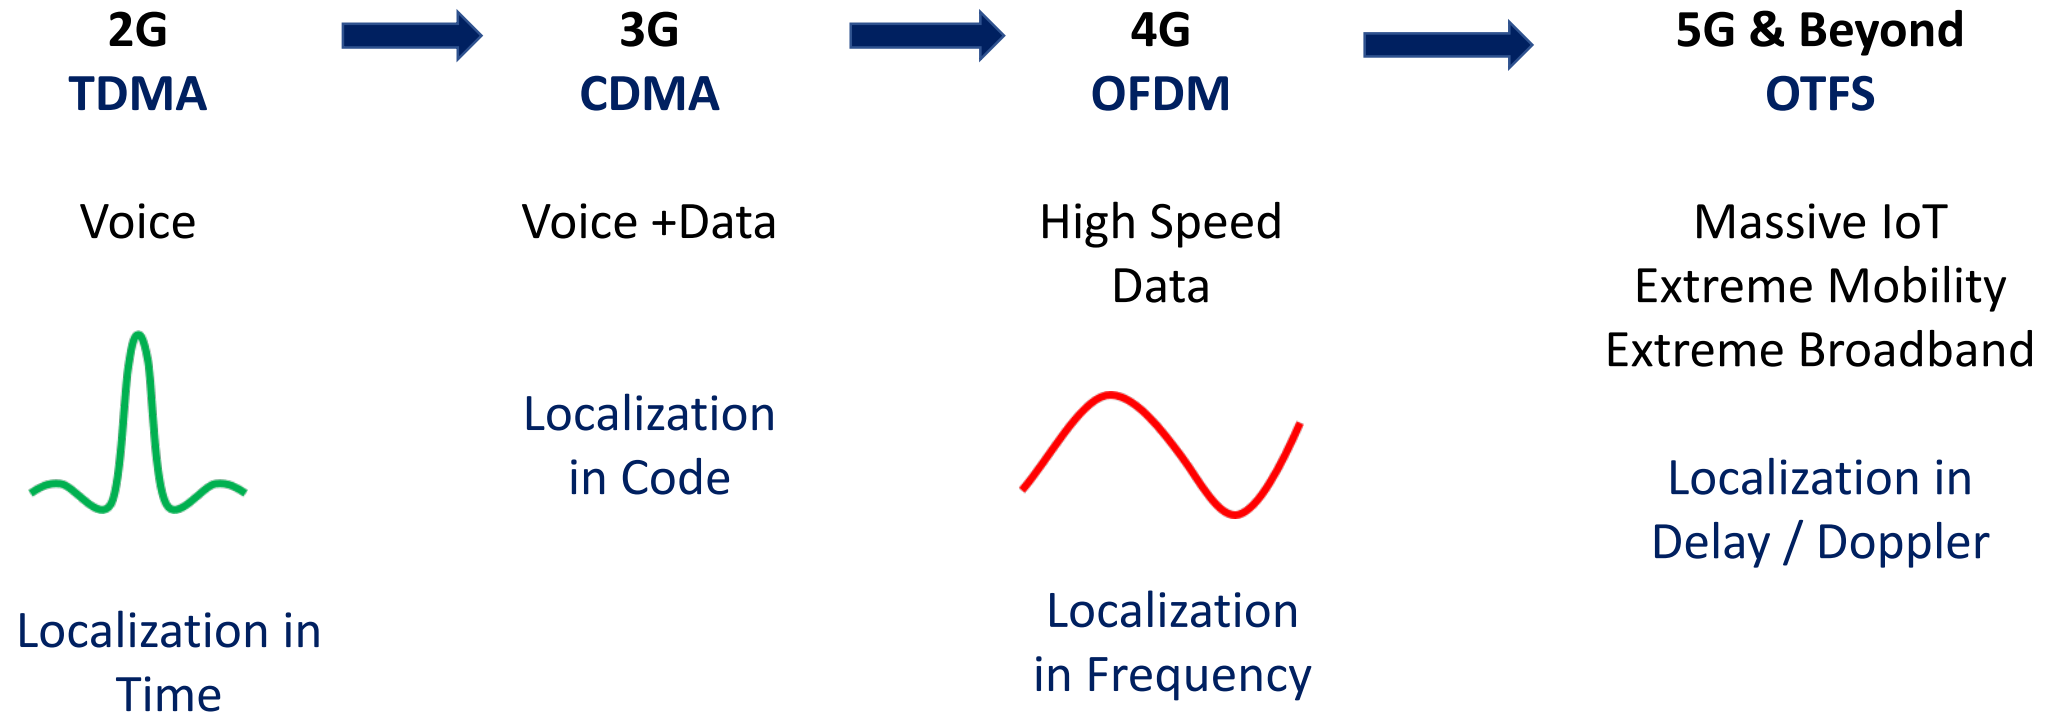 2G
TDMA
Voice
Localization in
Time
3G
CDMA
Voice +Data
Localization
in Code
4G
OFDM
High Speed
Data
Localization
in Frequency
5G & Beyond
OTFS
Massive IoT
Extreme Mobility
Extreme Broadband
Localization in
Delay / Doppler